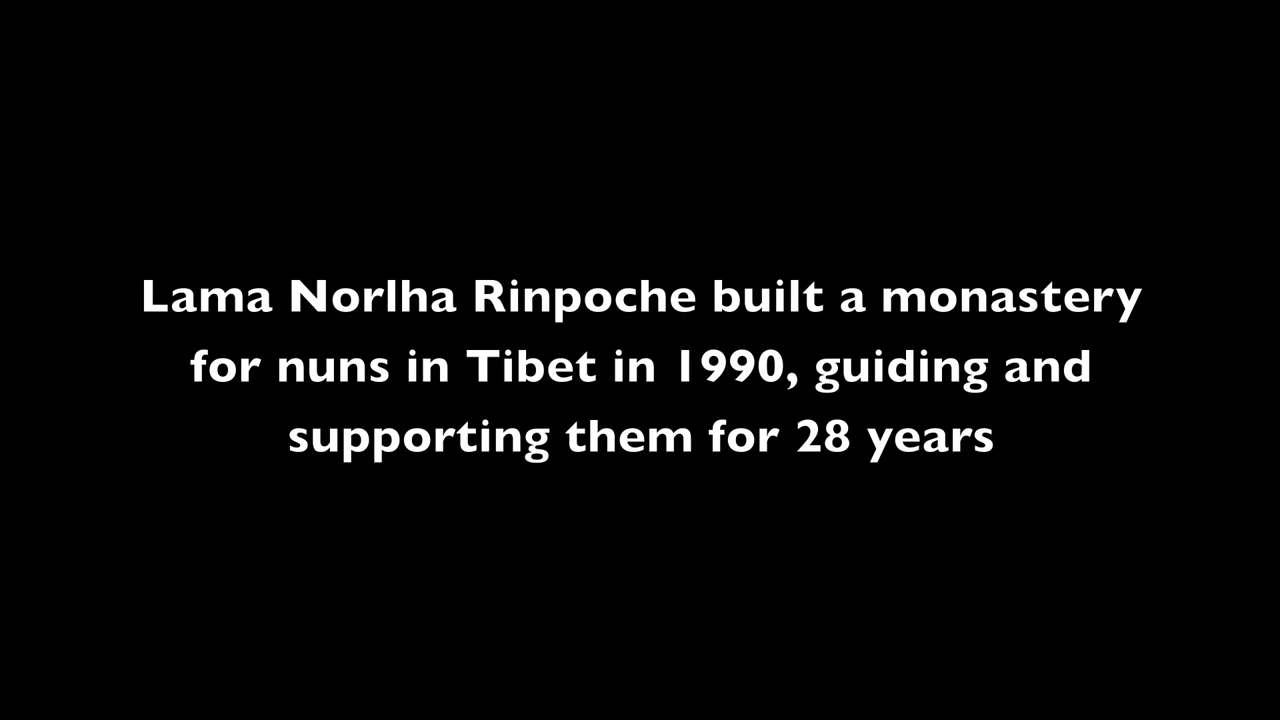 Lama Norlha Rinpoche built a monastery
for nuns in Tibet in 1990, guiding and
supporting them for 28 years